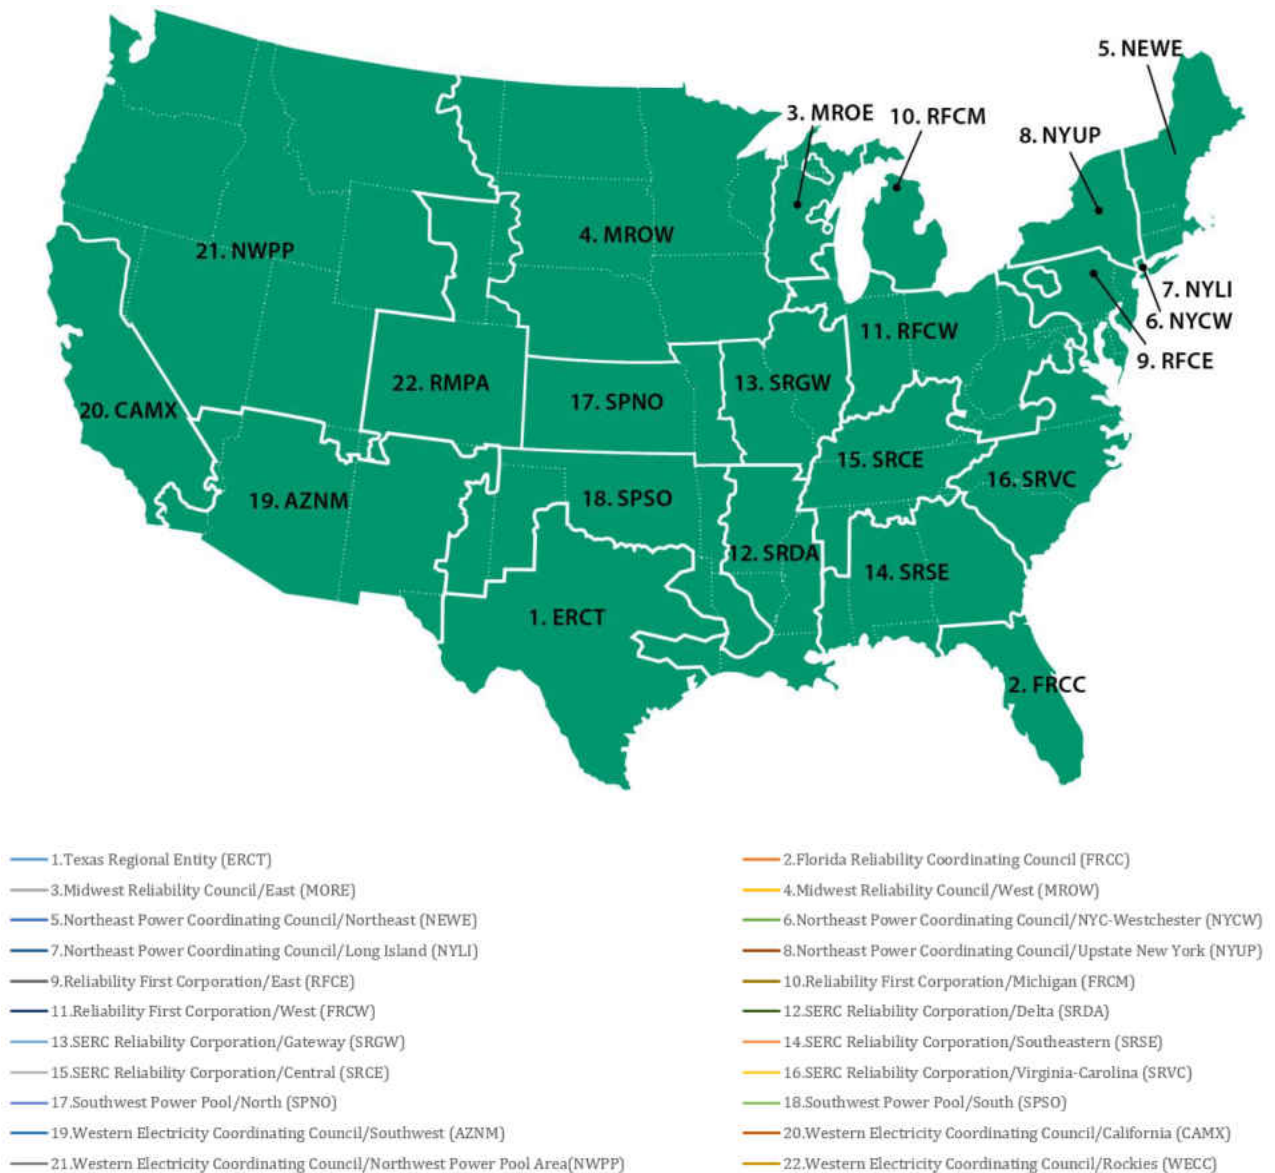 5. NEWE
3. MROE
10. RFCM
8. NYUP
4. MROW
21. NWPP
7. NYLI
6. NYCW
11. RFCW
9. RFCE
22. RMPA
13. SRGW
17. SPNO
20. CAMX
15. SRCE
16. SRVC
19. AZNM
18. SPSO
12. SRDA
14. SRSE
1. ERCT
2. FRCC
1.Texas Regional Entity (ERCT)
2.Florida Reliability Coordinating Council (FRCC)
3.Midwest Reliability Council/East (MORE)
4.Midwest Reliability Council/West (MROW)
5.Northeast Power Coordinating Council/Northeast (NEWE)
6.Northeast Power Coordinating Council/NYC-Westchester (NYCW)
7.Northeast Power Coordinating Council/Long Island (NYLI)
8.Northeast Power Coordinating Council/Upstate New York (NYUP)
9.Reliability First Corporation/East (RFCE)
10.Reliability First Corporation/Michigan (FRCM)
11.Reliability First Corporation/West (FRCW)
12.SERC Reliability Corporation/Delta (SRDA)
13.SERC Reliability Corporation/Gateway (SRGW)
14.SERC Reliability Corporation/Southeastern (SRSE)
15.SERC Reliability Corporation/Central (SRCE)
16.SERC Reliability Corporation/Virginia-Carolina (SRVC)
17.Southwest Power Pool/North (SPNO)
18.Southwest Power Pool/South (SPSO)
19.Western Electricity Coordinating Council/Southwest (AZNM)
20.Western Electricity Coordinating Council/California (CAMX)
21.Western Electricity Coordinating Council/Northwest Power Pool Area(NWPP)
22.Western Electricity Coordinating Council/Rockies (WECC)